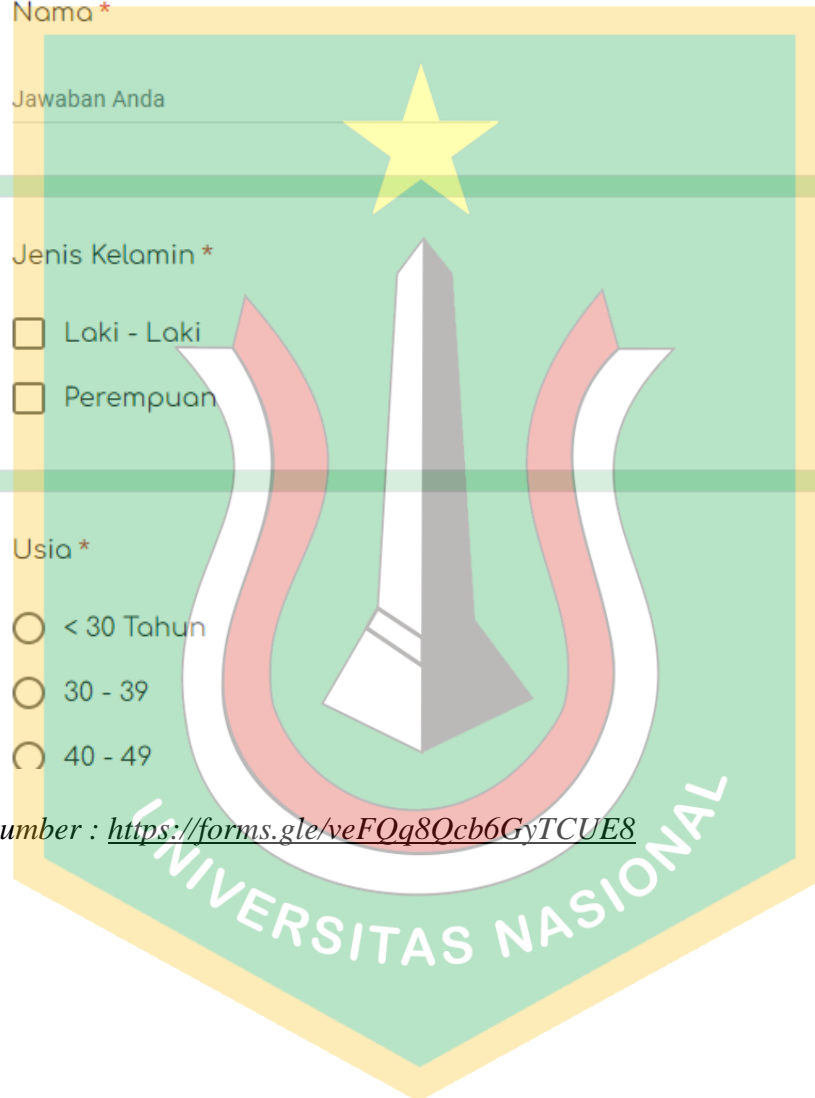 Nama *
Jawaban Anda
Jenis Kelamin *
Laki - Laki
Perempuan
Usia *
< 30 Tahun
30 - 39
40 - 49
umber : https://forms.gle/veFQq8Qcb6GyTCUE8
UNIVERSITAS NASIONAL